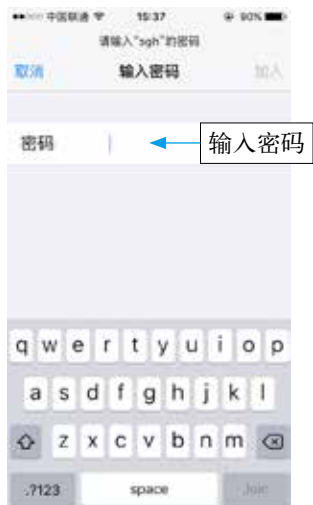 中国联通 15:37 90%
请输入"sgh"的密码
取消 输入密码 加入
密码 输入密码
q w e r t y u i o p
a s d f g h j k l
z x c v b n m
.?123 space Join